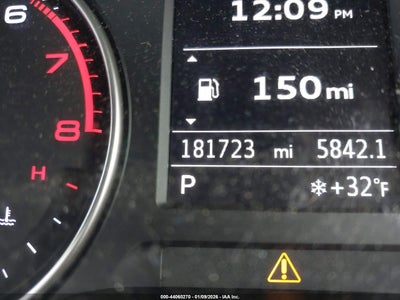 12:09 PM
6
7
150 mi
8
181723 mi 5842.1
H
P +32°F
000-44060270 - 01/09/2026 - IAA Inc.